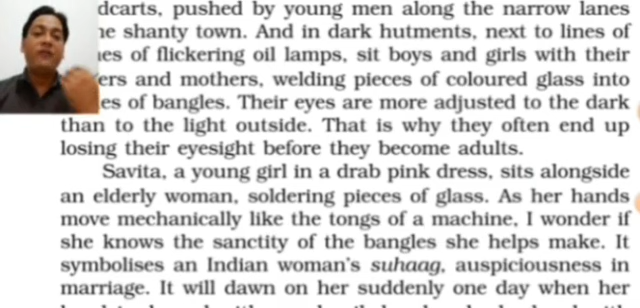 dcarts, pushed by young men along the narrow lanes
he shanty town. And in dark hutments, next to lines of
es of flickering oil lamps, sit boys and girls with their
ers and mothers, welding pieces of coloured glass into
es of bangles. Their eyes are more adjusted to the dark
than to the light outside. That is why they often end up
losing their eyesight before they become adults.
Savita, a young girl in a drab pink dress, sits alongside
an elderly woman, soldering pieces of glass. As her hands
move mechanically like the tongs of a machine, I wonder if
she knows the sanctity of the bangles she helps make. It
symbolises an Indian woman's suhaag, auspiciousness in
marriage. It will dawn on her suddenly one day when her